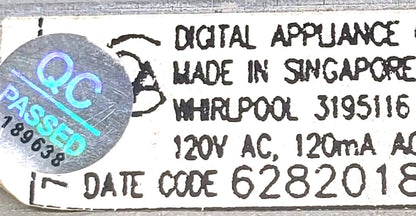 QC
PASSED
189638
DIGITAL APPLIANCE
MADE IN SINGAPORE
WHIRLPOOL 3195116
120V AC, 120mA AC
DATE CODE 6282018